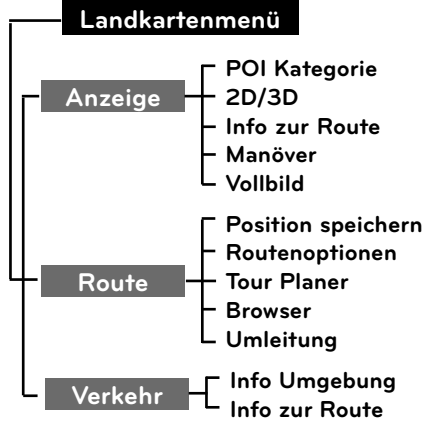 Landkartenmenü
Anzeige
POI Kategorie
2D/3D
Info zur Route
Manöver
Vollbild
Route
Position speichern
Routenoptionen
Tour Planer
Browser
Umleitung
Verkehr
Info Umgebung
Info zur Route